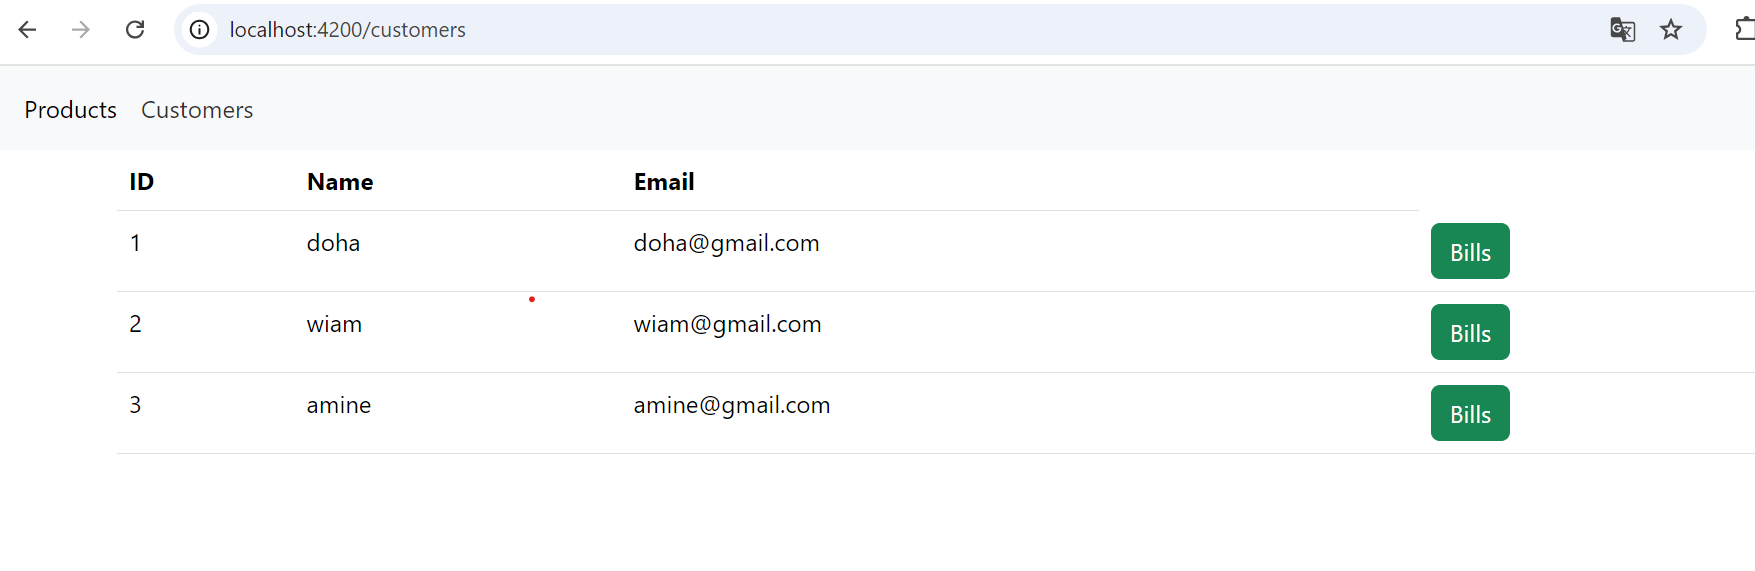 localhost:4200/customers
Products Customers
ID Name Email
1 doha doha@gmail.com Bills
2 wiam wiam@gmail.com Bills
3 amine amine@gmail.com Bills